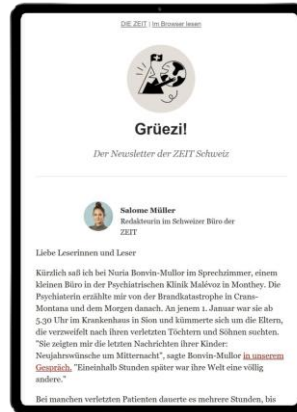 DIE ZEIT | Im Browser lesen
Grüezi!
Der Newsletter der ZEIT Schweiz
Salome Müller
Redakteurin im Schweizer Büro der
ZEIT
Liebe Leserinnen und Leser
Kürzlich saß ich bei Nuria Bonvin-Mullor im Sprechzimmer, einem
kleinen Büro in der Psychiatrischen Klinik Malévoz in Monthey. Die
Psychiaterin erzählte mir von der Brandkatastrophe in Crans-
Montana und dem Morgen danach. An jenem 1. Januar war sie ab
5.30 Uhr im Krankenhaus in Sion und kümmerte sich um die Eltern,
die verzweifelt nach ihren verletzten Töchtern und Söhnen suchten.
"Sie zeigten mir die letzten Nachrichten ihrer Kinder:
Neujahrswünsche um Mitternacht", sagte Bonvin-Mullor in unserem
Gespräch. "Eineinhalb Stunden später war ihre Welt eine völlig
andere."
Bei manchen verletzten Patienten dauerte es mehrere Stunden, bis